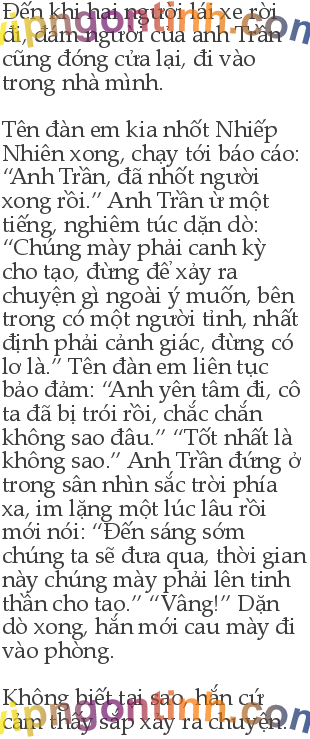 Đến khi hai người lái xe rời
đi, đám người của anh Trần
cũng đóng cửa lại, đi vào
trong nhà mình.
Tên đàn em kia nhốt Nhiếp
Nhiên xong, chạy tới báo cáo:
“Anh Trần, đã nhốt người
xong rồi.” Anh Trần ừ một
tiếng, nghiêm túc dặn dò:
“Chúng mày phải canh kỳ
cho tạo, đừng để xảy ra
chuyện gì ngoài ý muốn, bên
trong có một người tỉnh, nhất
định phải cảnh giác, đừng có
lơ là.” Tên đàn em liên tục
bảo đảm: “Anh yên tâm đi, cô
ta đã bị trói rồi, chắc chắn
không sao đâu.” “Tốt nhất là
không sao.” Anh Trần đứng ở
trong sân nhìn sắc trời phía
xa, im lặng một lúc lâu rồi
mới nói: “Đến sáng sớm
chúng ta sẽ đưa qua, thời gian
này chúng mày phải lên tinh
thần cho tao.” “Vâng!” Dặn
dò xong, hắn mới cau mày đi
vào phòng.
Không biết tại sao, hắn cứ
cảm thấy sắp xảy ra chuyện.
vipngontinh.com
vipngontinh.com